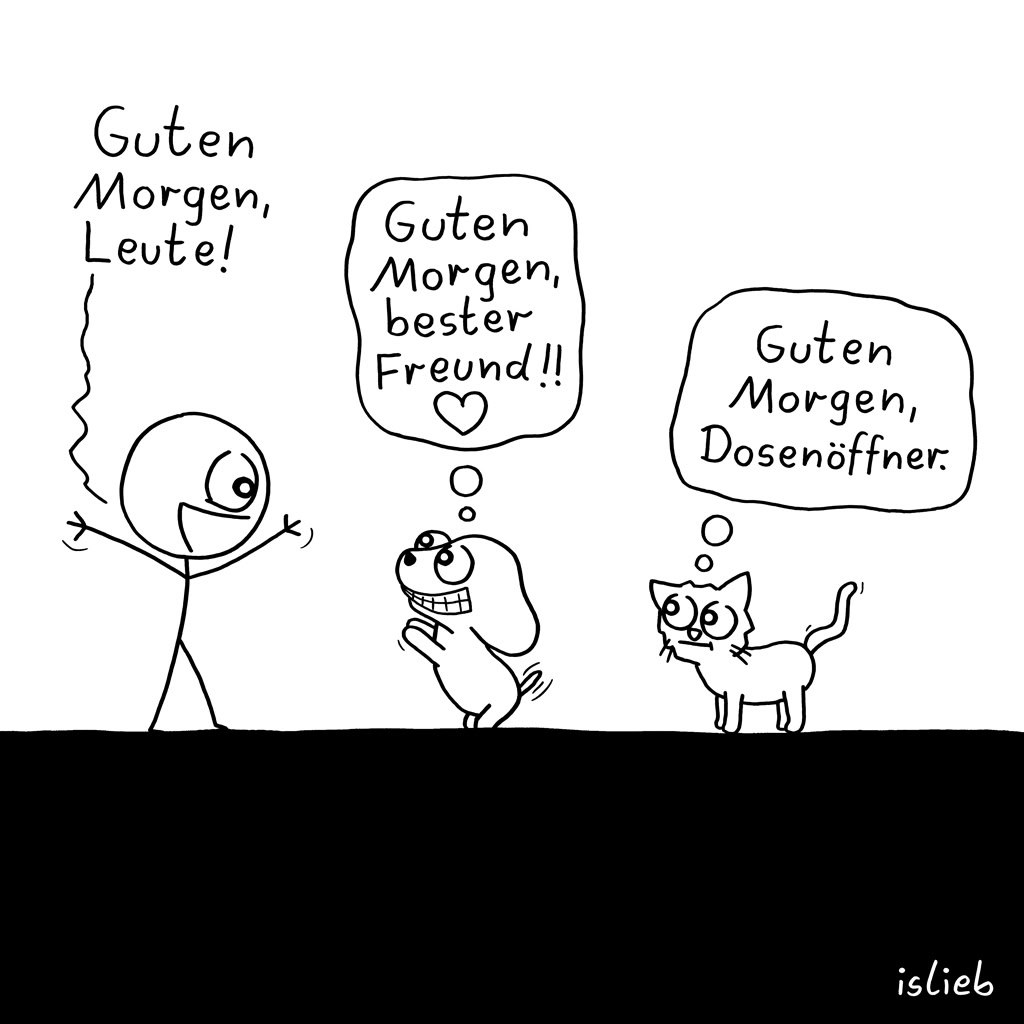 Guten
Morgen,
Leute!
Guten
Morgen,
bester
Freund!!
Guten
Morgen,
Dosenöffner.
islieb